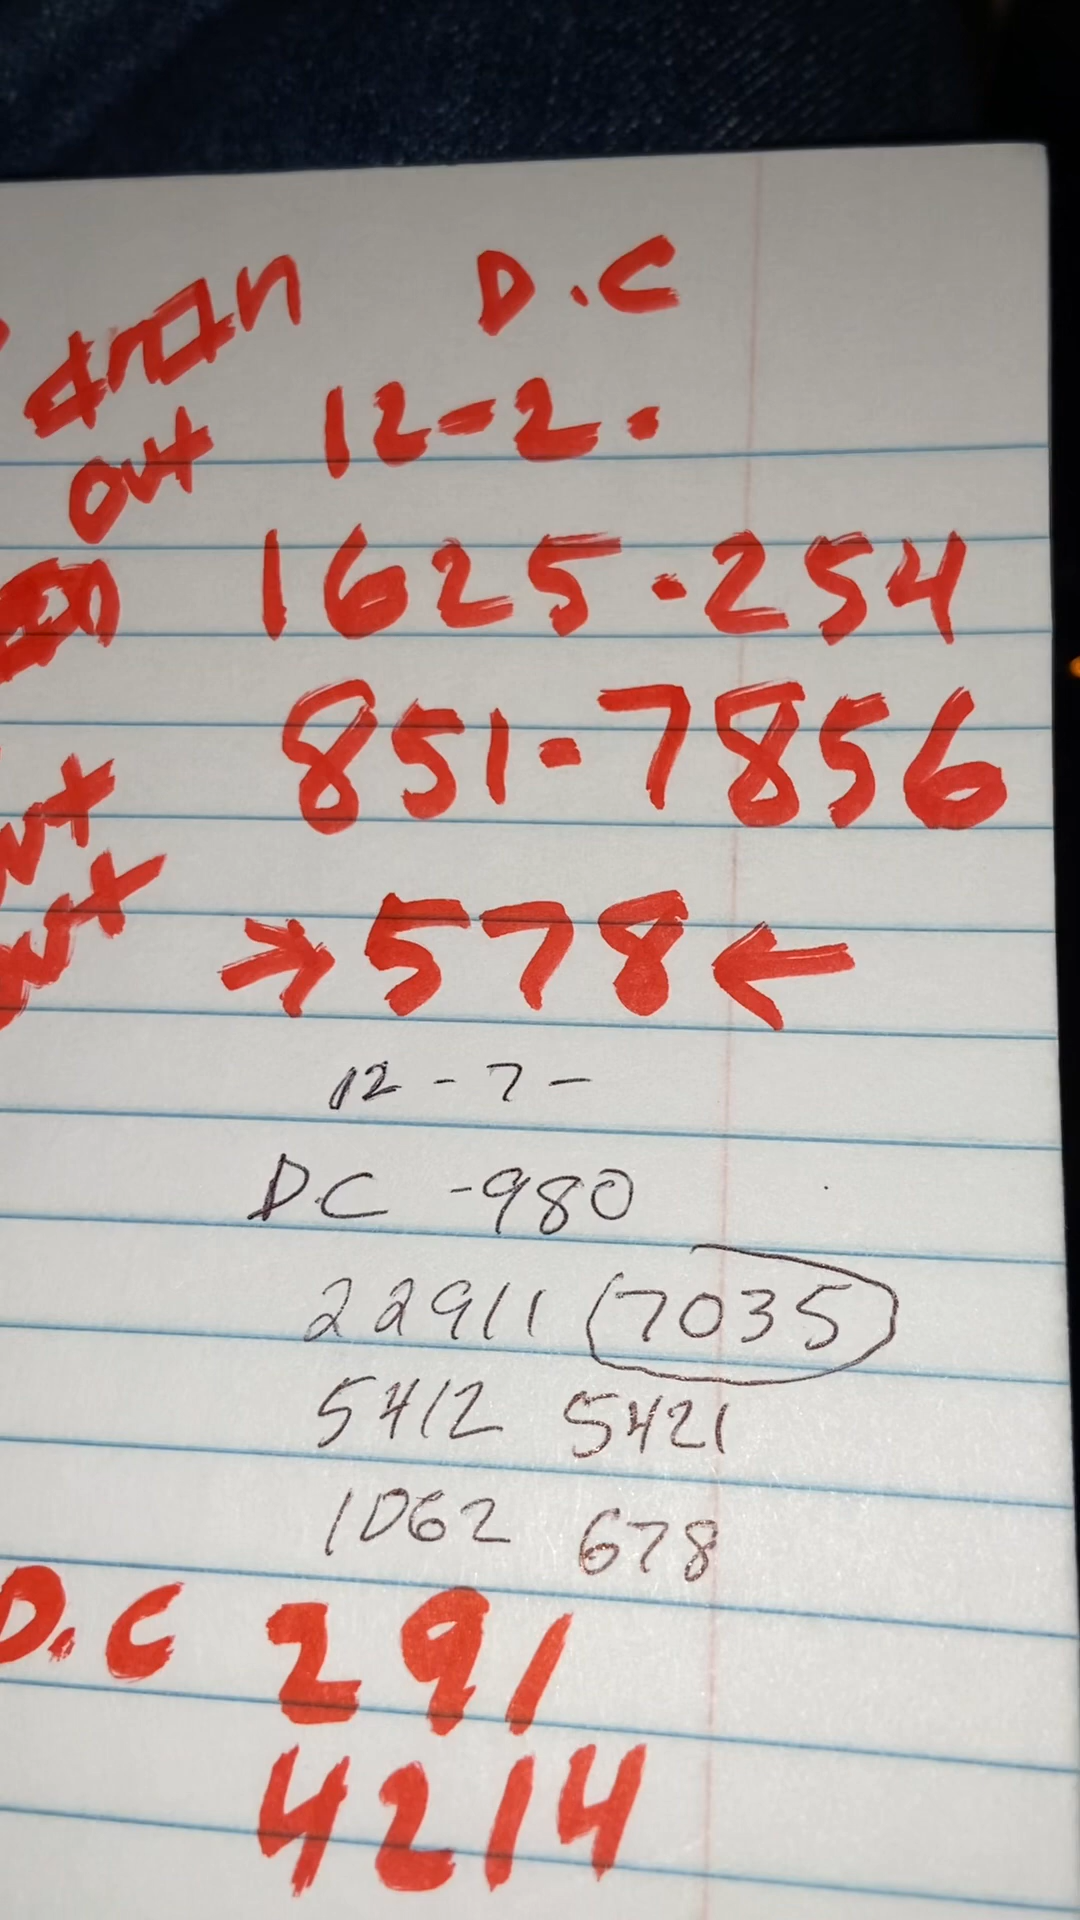 D.C
out 12-2.
1625.254
851-7856
→578←
12-7-
DC -980
22911 (7035)
5412 5421
1062 678
D.C 291
4214